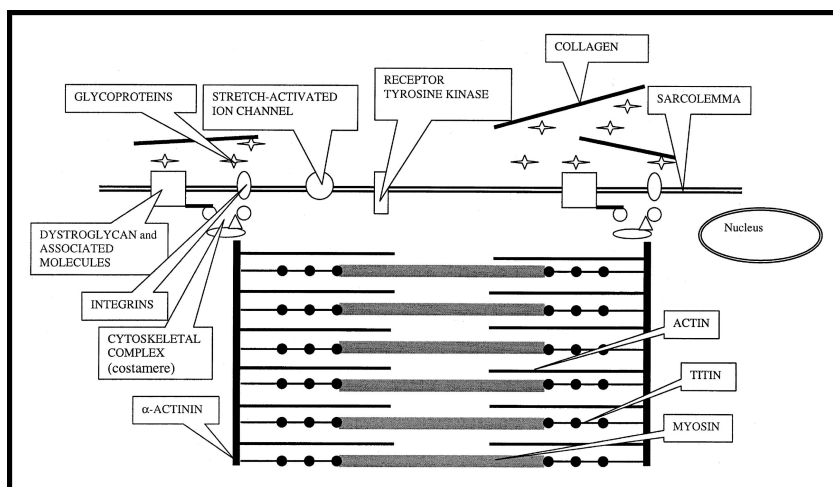 COLLAGEN
RECEPTOR
TYROSINE KINASE
GLYCOPROTEINS
STRETCH-ACTIVATED
ION CHANNEL
SARCOLEMMA
DYSTROGLYCAN and
ASSOCIATED
MOLECULES
Nucleus
INTEGRINS
CYTOSKELETAL
COMPLEX
(costamere)
ACTIN
TITIN
α-ACTININ
MYOSIN